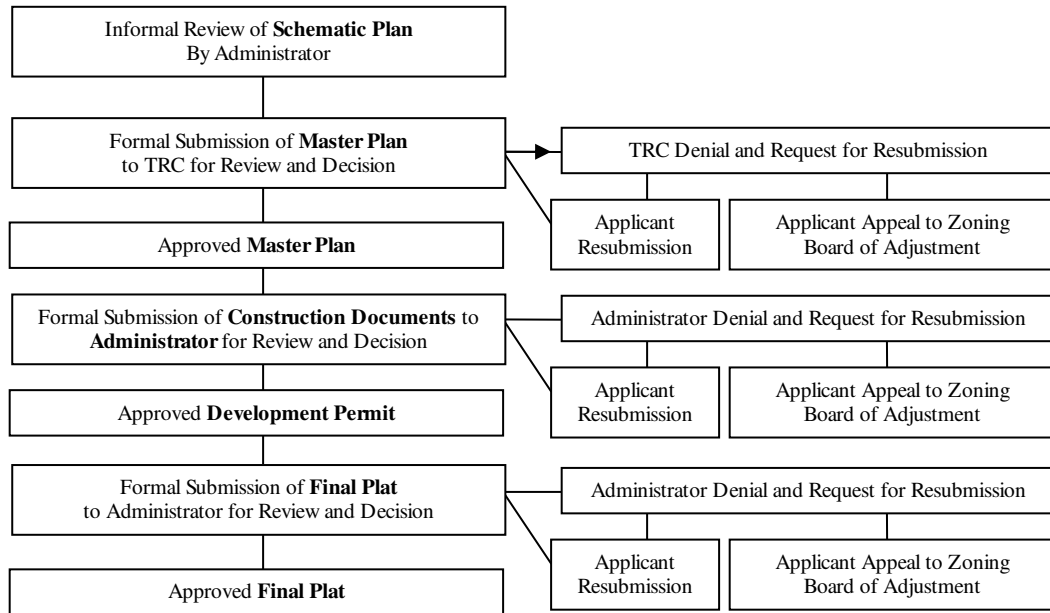 Informal Review of Schematic Plan
By Administrator
Formal Submission of Master Plan
to TRC for Review and Decision
TRC Denial and Request for Resubmission
Applicant
Resubmission
Applicant Appeal to Zoning
Board of Adjustment
Approved Master Plan
Formal Submission of Construction Documents to
Administrator for Review and Decision
Administrator Denial and Request for Resubmission
Applicant
Resubmission
Applicant Appeal to Zoning
Board of Adjustment
Approved Development Permit
Formal Submission of Final Plat
to Administrator for Review and Decision
Administrator Denial and Request for Resubmission
Applicant
Resubmission
Applicant Appeal to Zoning
Board of Adjustment
Approved Final Plat